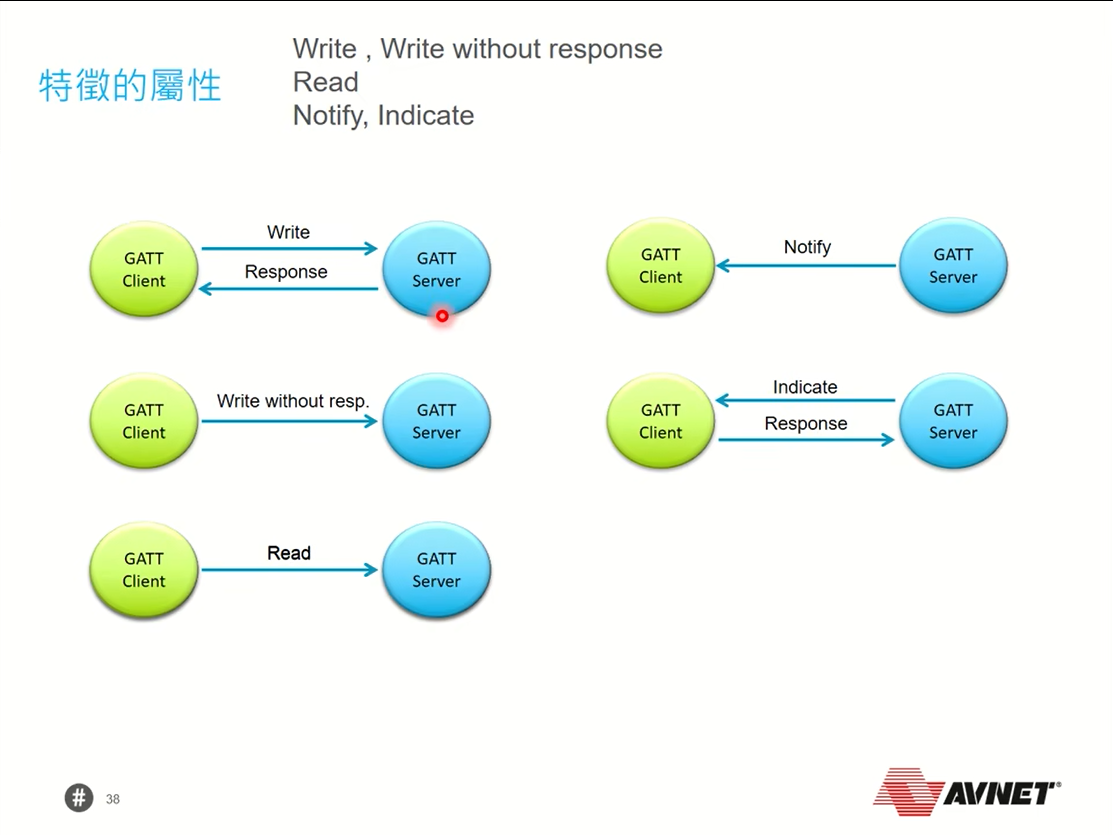 特徵的屬性
Write , Write without response
Read
Notify, Indicate
GATT
Client
Write
Response
GATT
Server
GATT
Client
Notify
GATT
Server
GATT
Client
Write without resp.
GATT
Server
GATT
Client
Indicate
Response
GATT
Server
GATT
Client
Read
GATT
Server
#
38
AVNET®